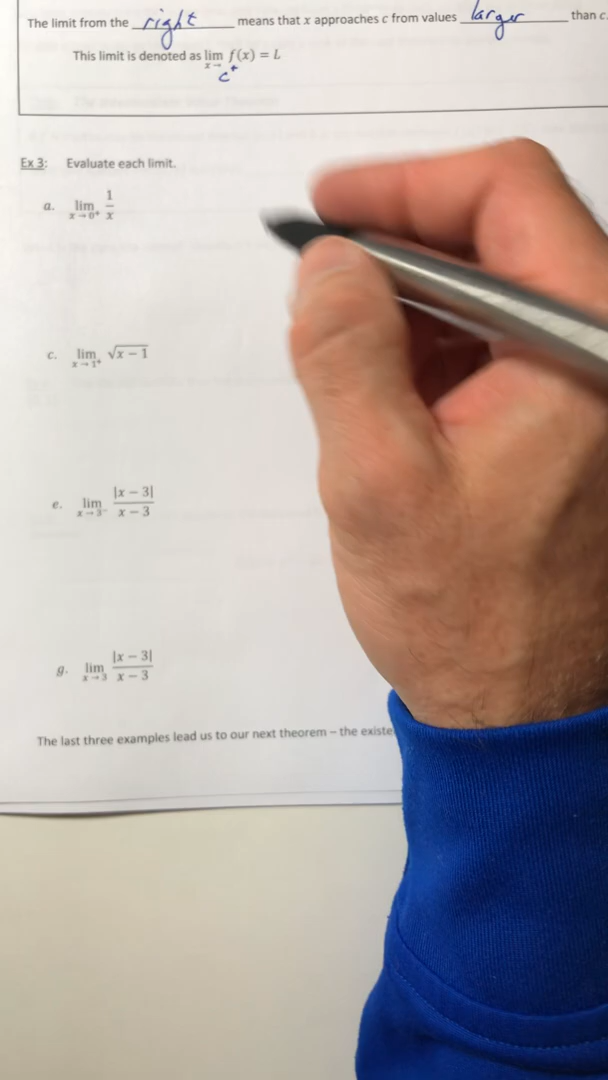 The limit from the right means that x approaches c from values larger than c.
This limit is denoted as lim x→c⁺ f(x) = L
Ex 3: Evaluate each limit.
a. lim x→0⁺ 1/x
c. lim x→1⁺ √(x − 1)
e. lim x→3⁻ |x − 3|/(x − 3)
g. lim x→3 |x − 3|/(x − 3)
The last three examples lead us to our next theorem – the